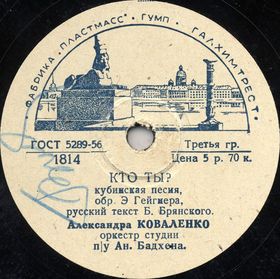 ФАБРИКА „ПЛАСТМАСС" • ГУМП • ГАЛХИМТРЕСТ •
ГОСТ 5289-56
Третья гр.
1814
Цена 5 р. 70 к.
КТО ТЫ?
кубинская песня,
обр. Э Гейгмера,
русский текст Б. Брянского.
Александра КОВАЛЕНКО
оркестр студии
п/у Ан. Бадхена.